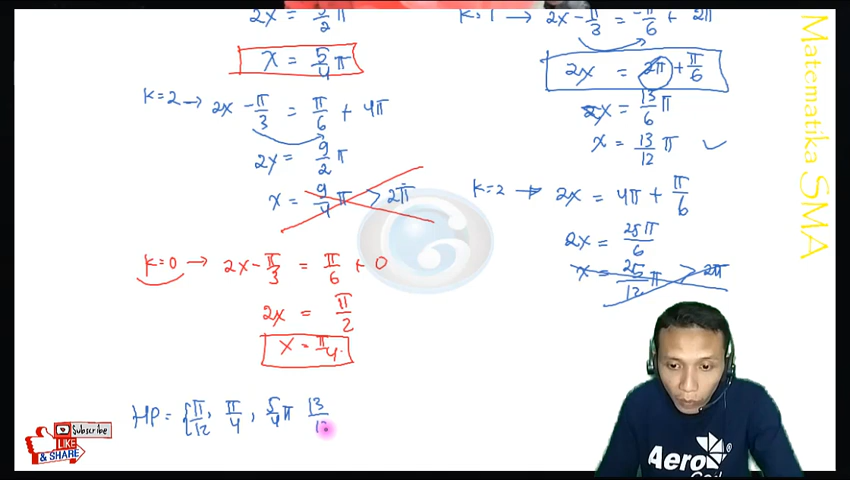 2x = 5/2 π
x = 5/4 π
K=2 → 2x - π/3 = π/6 + 4π
2x = 9/2 π
x = 9/4 π > 2π
K=0 → 2x - π/3 = π/6 + 0
2x = π/2
x = π/4
HP = {π/12, π/4, 5/4 π 13/12
K=1 → 2x - π/3 = -π/6 + 2π
2x = 2π + π/6
2x = 13/6 π
x = 13/12 π ✓
K=2 → 2x = 4π + π/6
2x = 25π/6
x = 25/12 π > 2π
Matematika SMA
Subscribe
LIKE
& SHARE
Aero